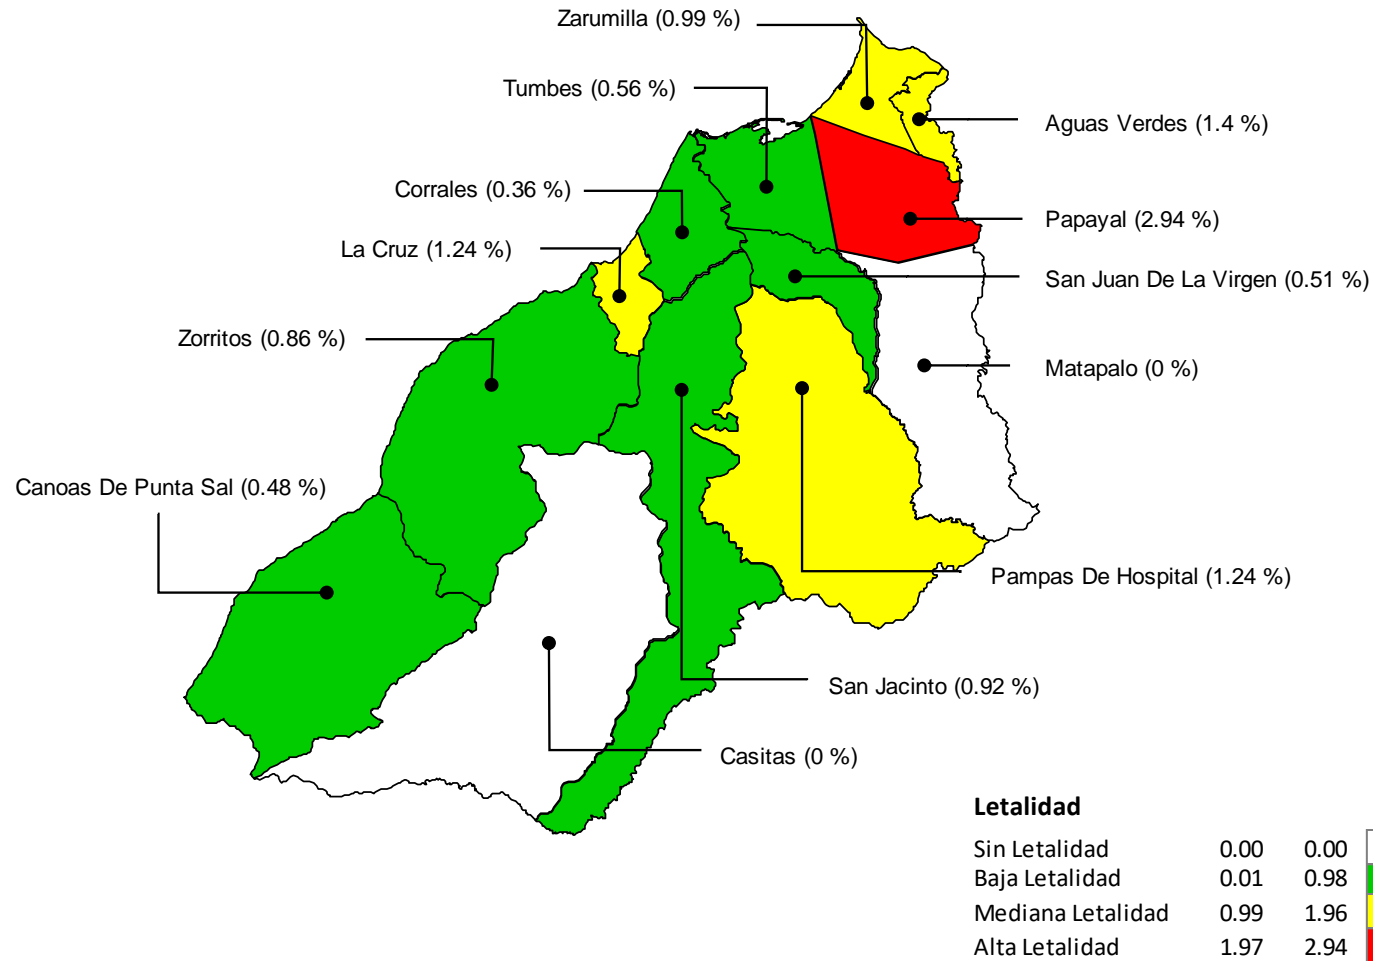 Zarumilla (0.99 %)
Tumbes (0.56 %)
Aguas Verdes (1.4 %)
Corrales (0.36 %)
Papayal (2.94 %)
La Cruz (1.24 %)
San Juan De La Virgen (0.51 %)
Zorritos (0.86 %)
Matapalo (0 %)
Canoas De Punta Sal (0.48 %)
Pampas De Hospital (1.24 %)
San Jacinto (0.92 %)
Casitas (0 %)
Letalidad
Sin Letalidad 0.00 0.00
Baja Letalidad 0.01 0.98
Mediana Letalidad 0.99 1.96
Alta Letalidad 1.97 2.94